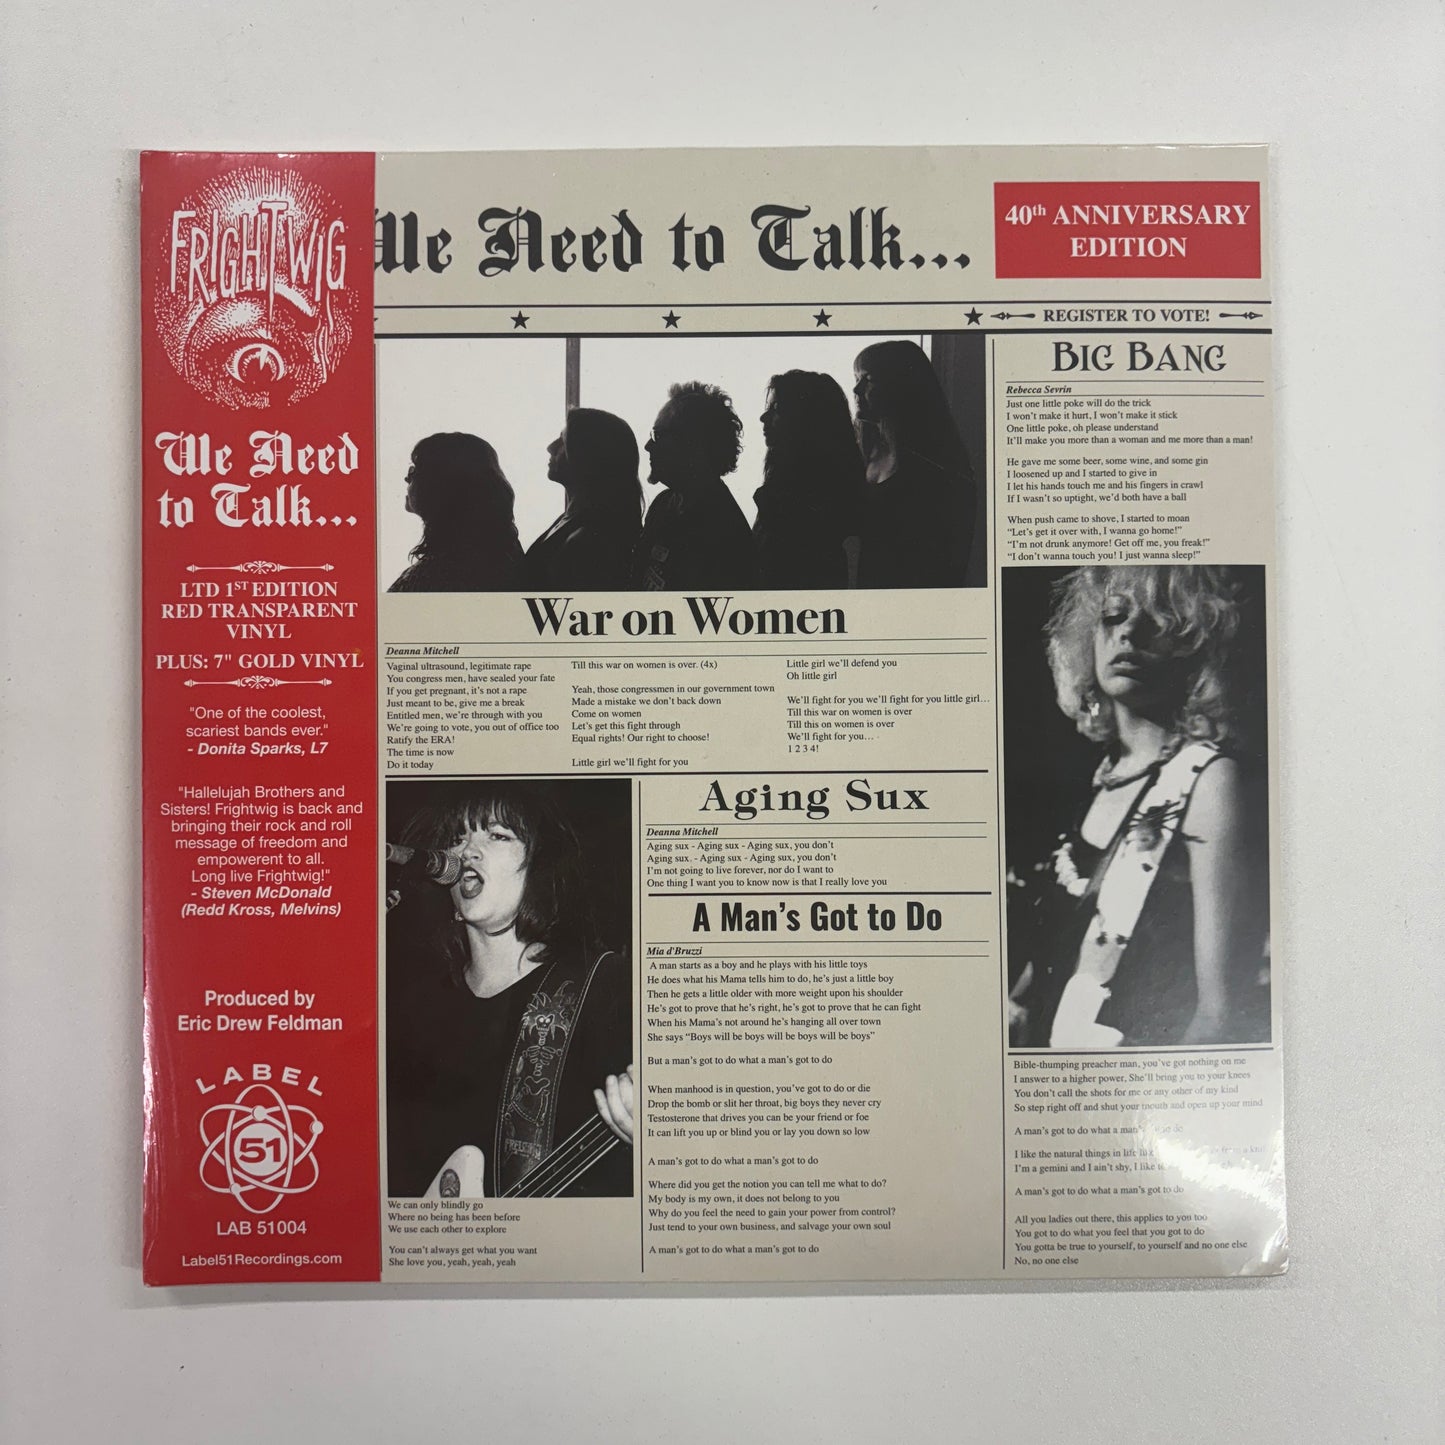 FRIGHTWIG
We Need
to Talk...
LTD 1ST EDITION
RED TRANSPARENT
VINYL
PLUS: 7" GOLD VINYL
"One of the coolest,
scariest bands ever."
- Donita Sparks, L7
"Hallelujah Brothers and
Sisters! Frightwig is back and
bringing their rock and roll
message of freedom and
empowerent to all.
Long live Frightwig!"
- Steven McDonald
(Redd Kross, Melvins)
Produced by
Eric Drew Feldman
LABEL
51
LAB 51004
Label51Recordings.com
We Need to Talk...
40th ANNIVERSARY
EDITION
REGISTER TO VOTE!
War on Women
Deanna Mitchell
Vaginal ultrasound, legitimate rape
You congress men, have sealed your fate
If you get pregnant, it's not a rape
Just meant to be, give me a break
Entitled men, we're through with you
We're going to vote, you out of office too
Ratify the ERA!
The time is now
Do it today
Till this war on women is over. (4x)
Yeah, those congressmen in our government town
Made a mistake we don't back down
Come on women
Let's get this fight through
Equal rights! Our right to choose!
Little girl we'll fight for you
Little girl we'll defend you
Oh little girl
We'll fight for you we'll fight for you little girl…
Till this war on women is over
Till this on women is over
We'll fight for you…
1 2 3 4!
We can only blindly go
Where no being has been before
We use each other to explore
You can't always get what you want
She love you, yeah, yeah, yeah
Aging Sux
Deanna Mitchell
Aging sux - Aging sux - Aging sux, you don't
Aging sux. - Aging sux - Aging sux, you don't
I'm not going to live forever, nor do I want to
One thing I want you to know now is that I really love you
A Man's Got to Do
Mia d'Bruzzi
A man starts as a boy and he plays with his little toys
He does what his Mama tells him to do, he's just a little boy
Then he gets a little older with more weight upon his shoulder
He's got to prove that he's right, he's got to prove that he can fight
When his Mama's not around he's hanging all over town
She says "Boys will be boys will be boys will be boys"
But a man's got to do what a man's got to do
When manhood is in question, you've got to do or die
Drop the bomb or slit her throat, big boys they never cry
Testosterone that drives you can be your friend or foe
It can lift you up or blind you or lay you down so low
A man's got to do what a man's got to do
Where did you get the notion you can tell me what to do?
My body is my own, it does not belong to you
Why do you feel the need to gain your power from control?
Just tend to your own business, and salvage your own soul
A man's got to do what a man's got to do
BIG BANG
Rebecca Sevrin
Just one little poke will do the trick
I won't make it hurt, I won't make it stick
One little poke, oh please understand
It'll make you more than a woman and me more than a man!
He gave me some beer, some wine, and some gin
I loosened up and I started to give in
I let his hands touch me and his fingers in crawl
If I wasn't so uptight, we'd both have a ball
When push came to shove, I started to moan
"Let's get it over with, I wanna go home!"
"I'm not drunk anymore! Get off me, you freak!"
"I don't wanna touch you! I just wanna sleep!"
Bible-thumping preacher man, you've got nothing on me
I answer to a higher power, She'll bring you to your knees
You don't call the shots for me or any other of my kind
So step right off and shut your mouth and open up your mind
A man's got to do what a man's
I like the natural things in life
I'm a gemini and I ain't shy, I like
A man's got to do what a man's got to do
All you ladies out there, this applies to you too
You got to do what you feel that you got to do
You gotta be true to yourself, to yourself and no one else
No, no one else